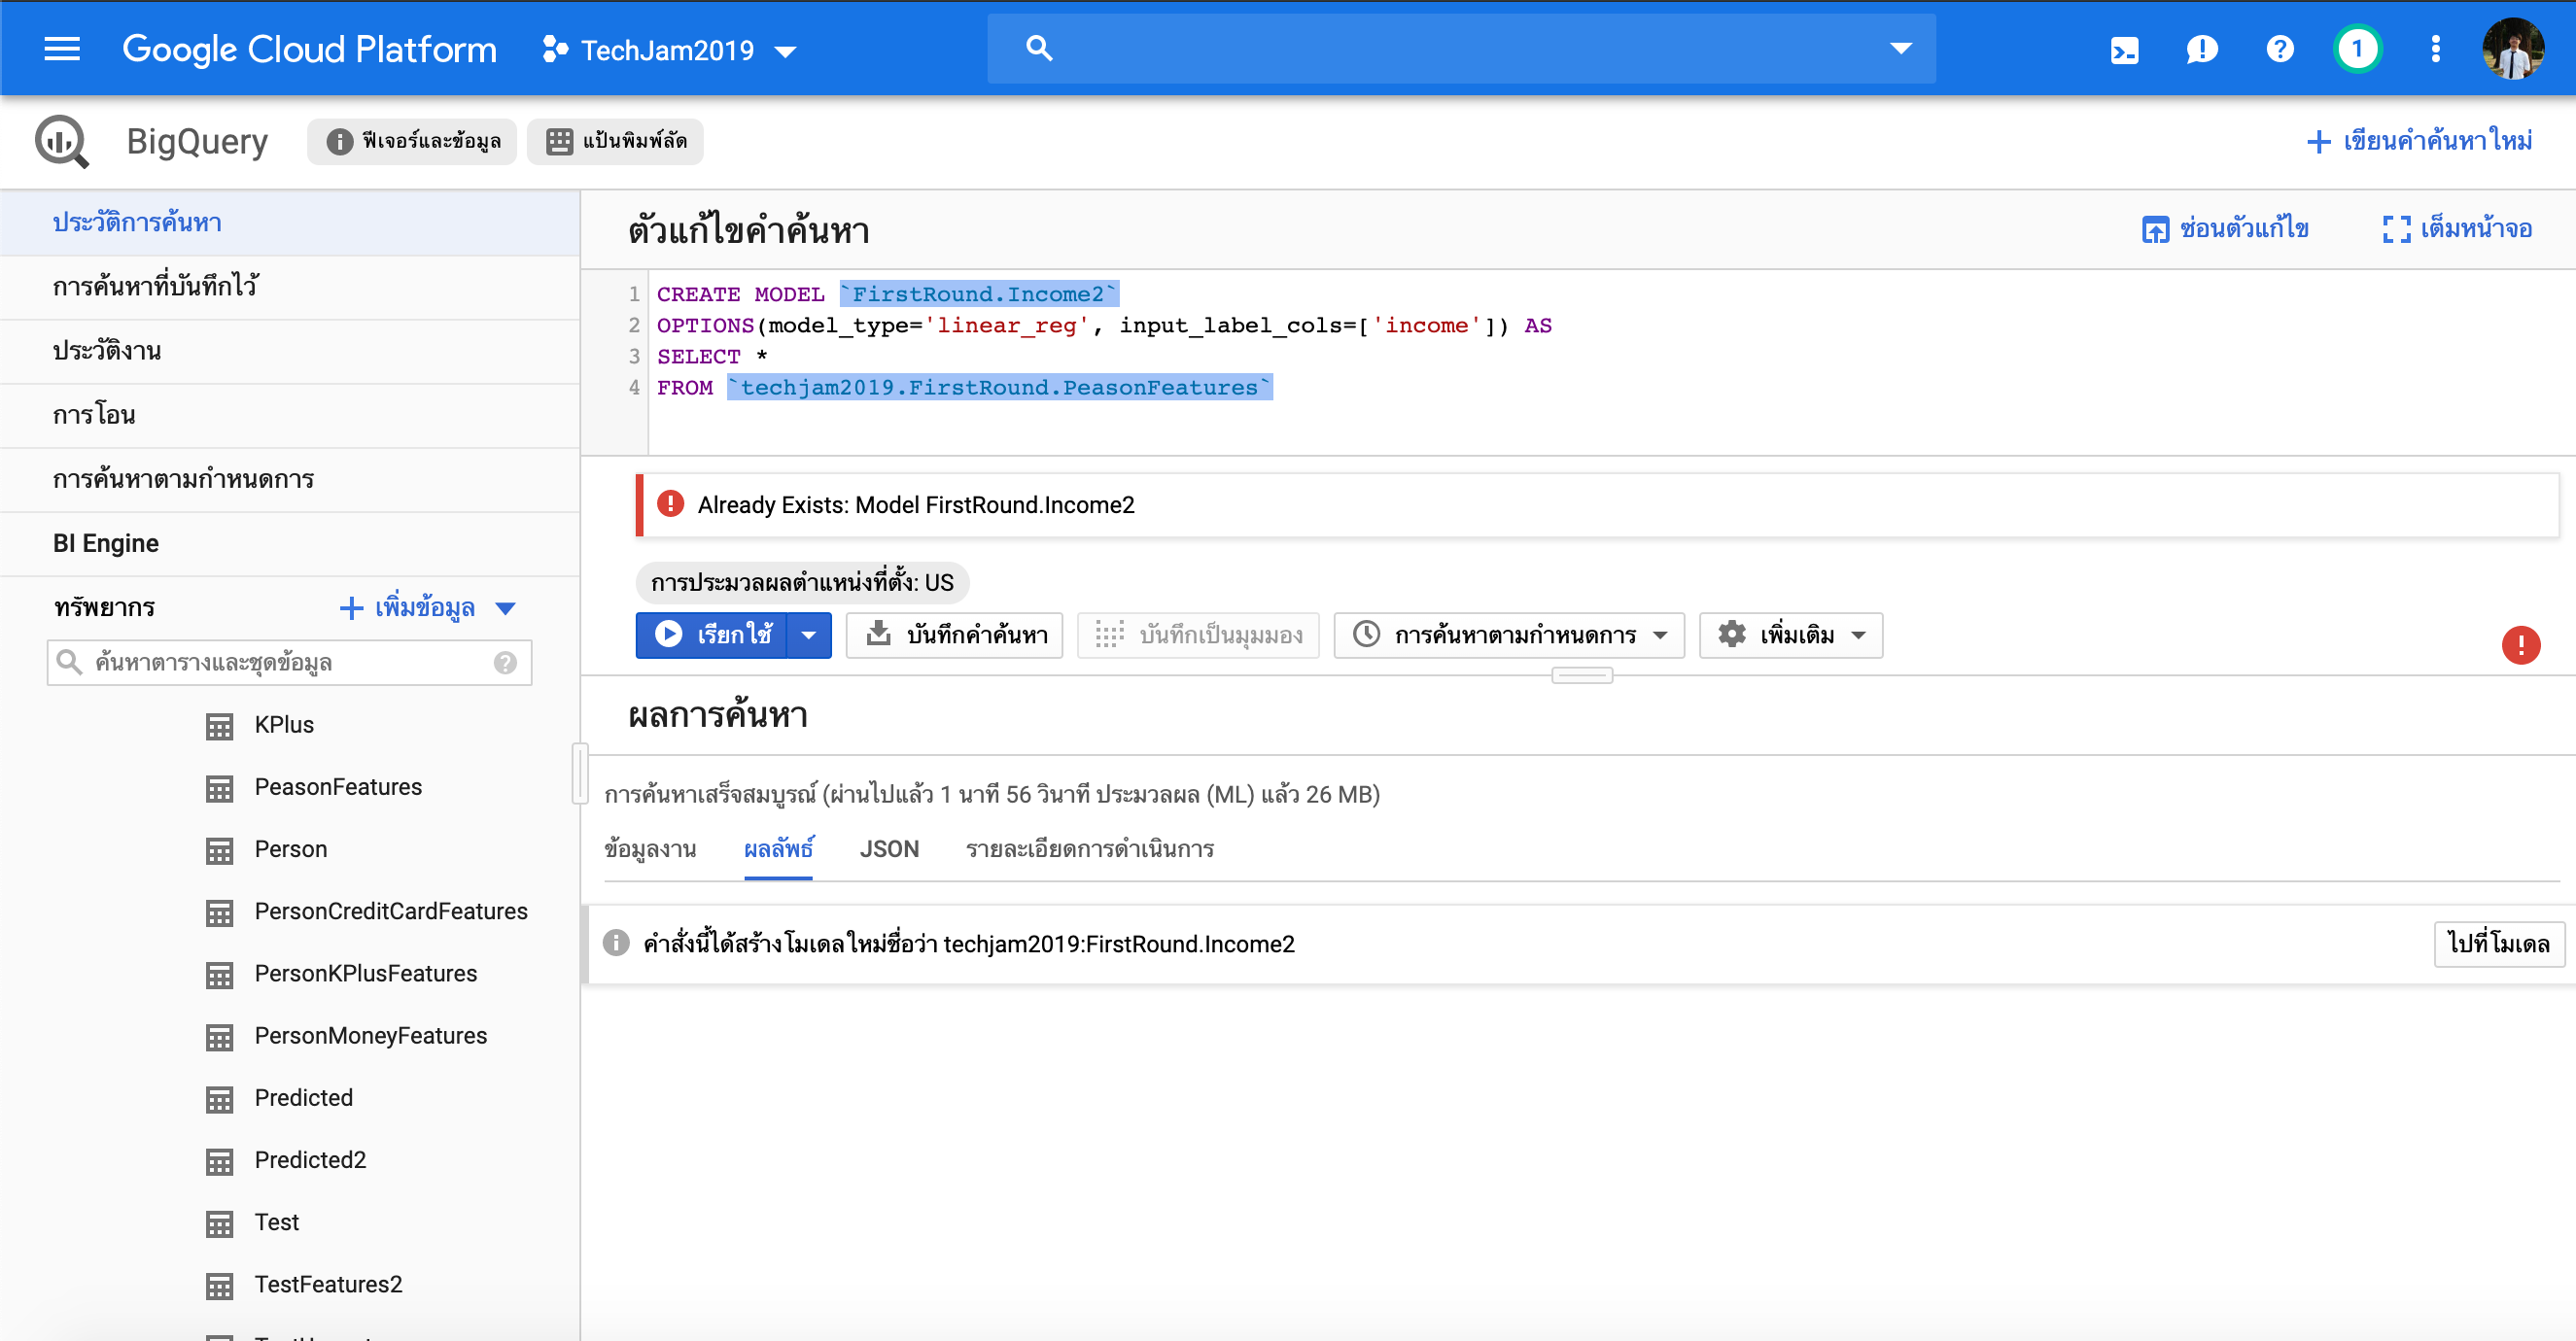 Google Cloud Platform
TechJam2019
1
BigQuery
ฟีเจอร์และข้อมูล
แป้นพิมพ์ลัด
เขียนคำค้นหาใหม่
ประวัติการค้นหา
การค้นหาที่บันทึกไว้
ประวัติงาน
การโอน
การค้นหาตามกำหนดการ
BI Engine
ทรัพยากร
เพิ่มข้อมูล
ค้นหาตารางและชุดข้อมูล
KPlus
PeasonFeatures
Person
PersonCreditCardFeatures
PersonKPlusFeatures
PersonMoneyFeatures
Predicted
Predicted2
Test
TestFeatures2
ตัวแก้ไขคำค้นหา
ซ่อนตัวแก้ไข
เต็มหน้าจอ
1 CREATE MODEL `FirstRound.Income2`
2 OPTIONS(model_type='linear_reg', input_label_cols=['income']) AS
3 SELECT *
4 FROM `techjam2019.FirstRound.PeasonFeatures`
Already Exists: Model FirstRound.Income2
การประมวลผลตำแหน่งที่ตั้ง: US
เรียกใช้
บันทึกคำค้นหา
บันทึกเป็นมุมมอง
การค้นหาตามกำหนดการ
เพิ่มเติม
ผลการค้นหา
การค้นหาเสร็จสมบูรณ์ (ผ่านไปแล้ว 1 นาที 56 วินาที ประมวลผล (ML) แล้ว 26 MB)
ข้อมูลงาน
ผลลัพธ์
JSON
รายละเอียดการดำเนินการ
คำสั่งนี้ได้สร้างโมเดลใหม่ชื่อว่า techjam2019:FirstRound.Income2
ไปที่โมเดล